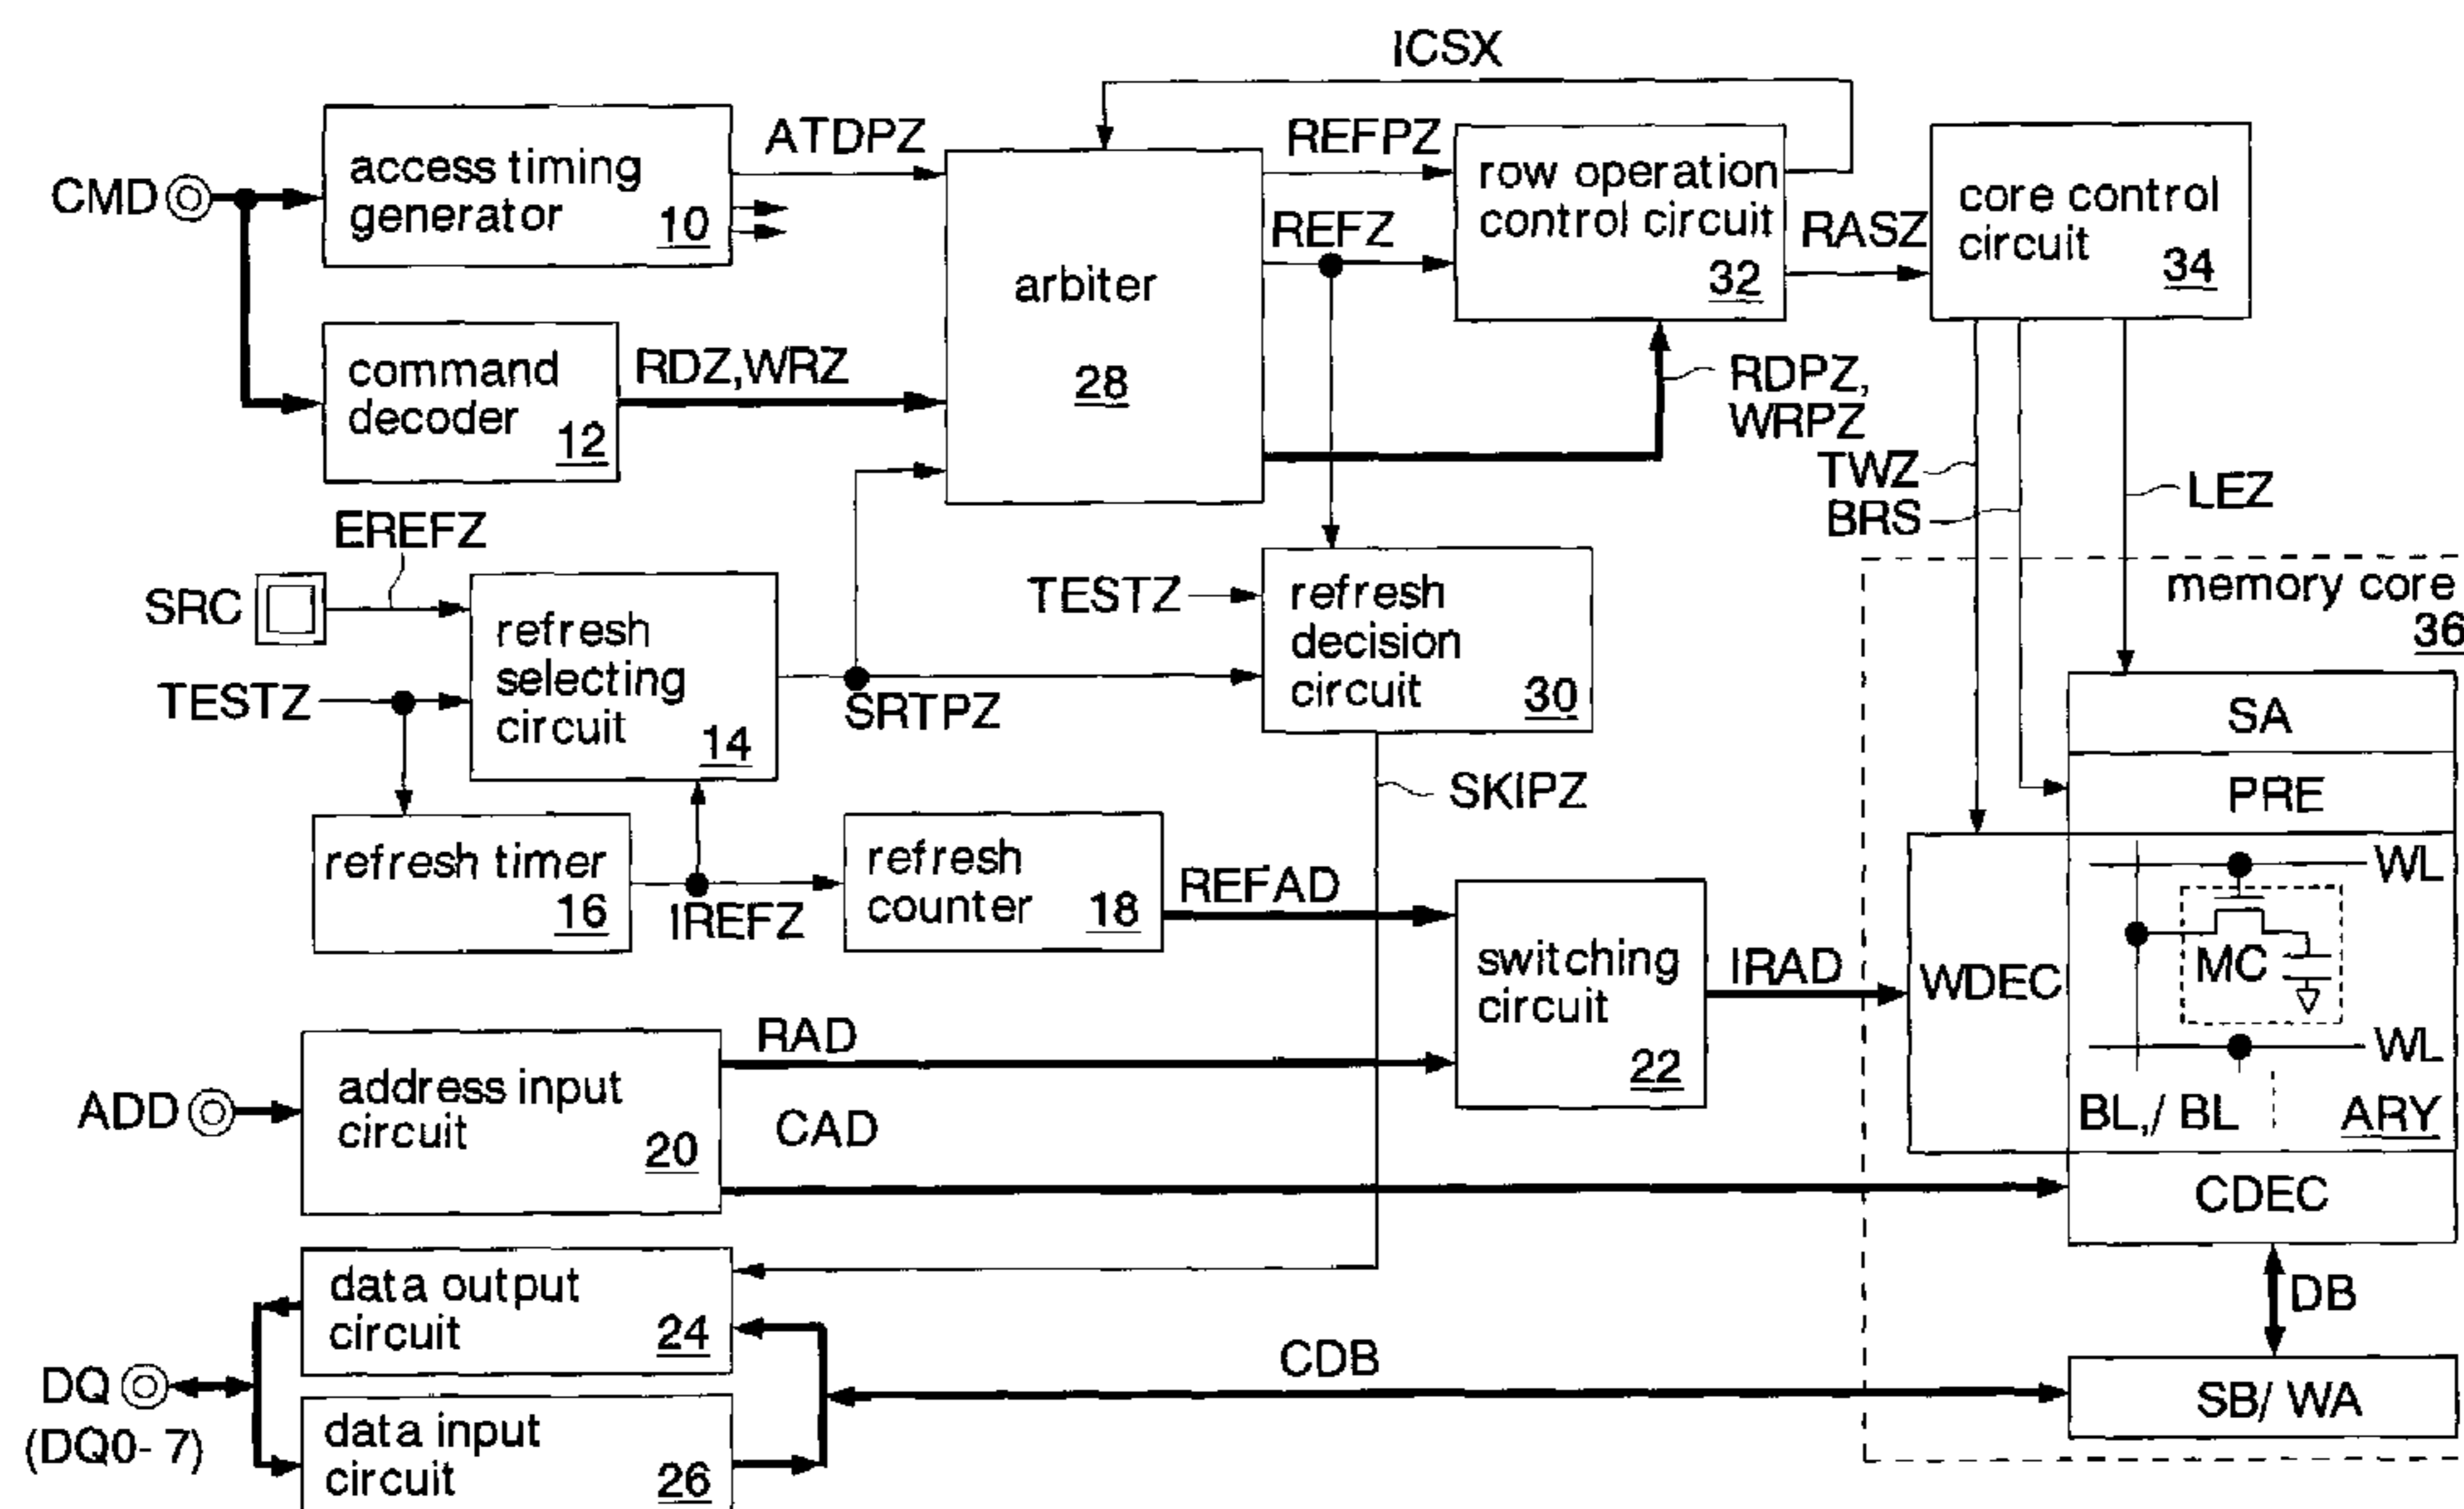 ICSX
CMD
access timing
generator
10
ATDPZ
arbiter
28
REFPZ
REFZ
row operation
control circuit
32
RASZ
core control
circuit
34
command
decoder
12
RDZ,WRZ
RDPZ,
WRPZ
TWZ
BRS
LEZ
EREFZ
SRC
TESTZ
refresh
selecting
circuit
14
SRTPZ
TESTZ
refresh
decision
circuit
30
SKIPZ
memory core
36
SA
PRE
refresh timer
16
IREFZ
refresh
counter
18
REFAD
switching
circuit
22
IRAD
WDEC
WL
MC
WL
BL,/BL
ARY
CDEC
ADD
address input
circuit
20
RAD
CAD
DB
SB/WA
DQ
(DQ0-7)
data output
circuit
24
data input
circuit
26
CDB